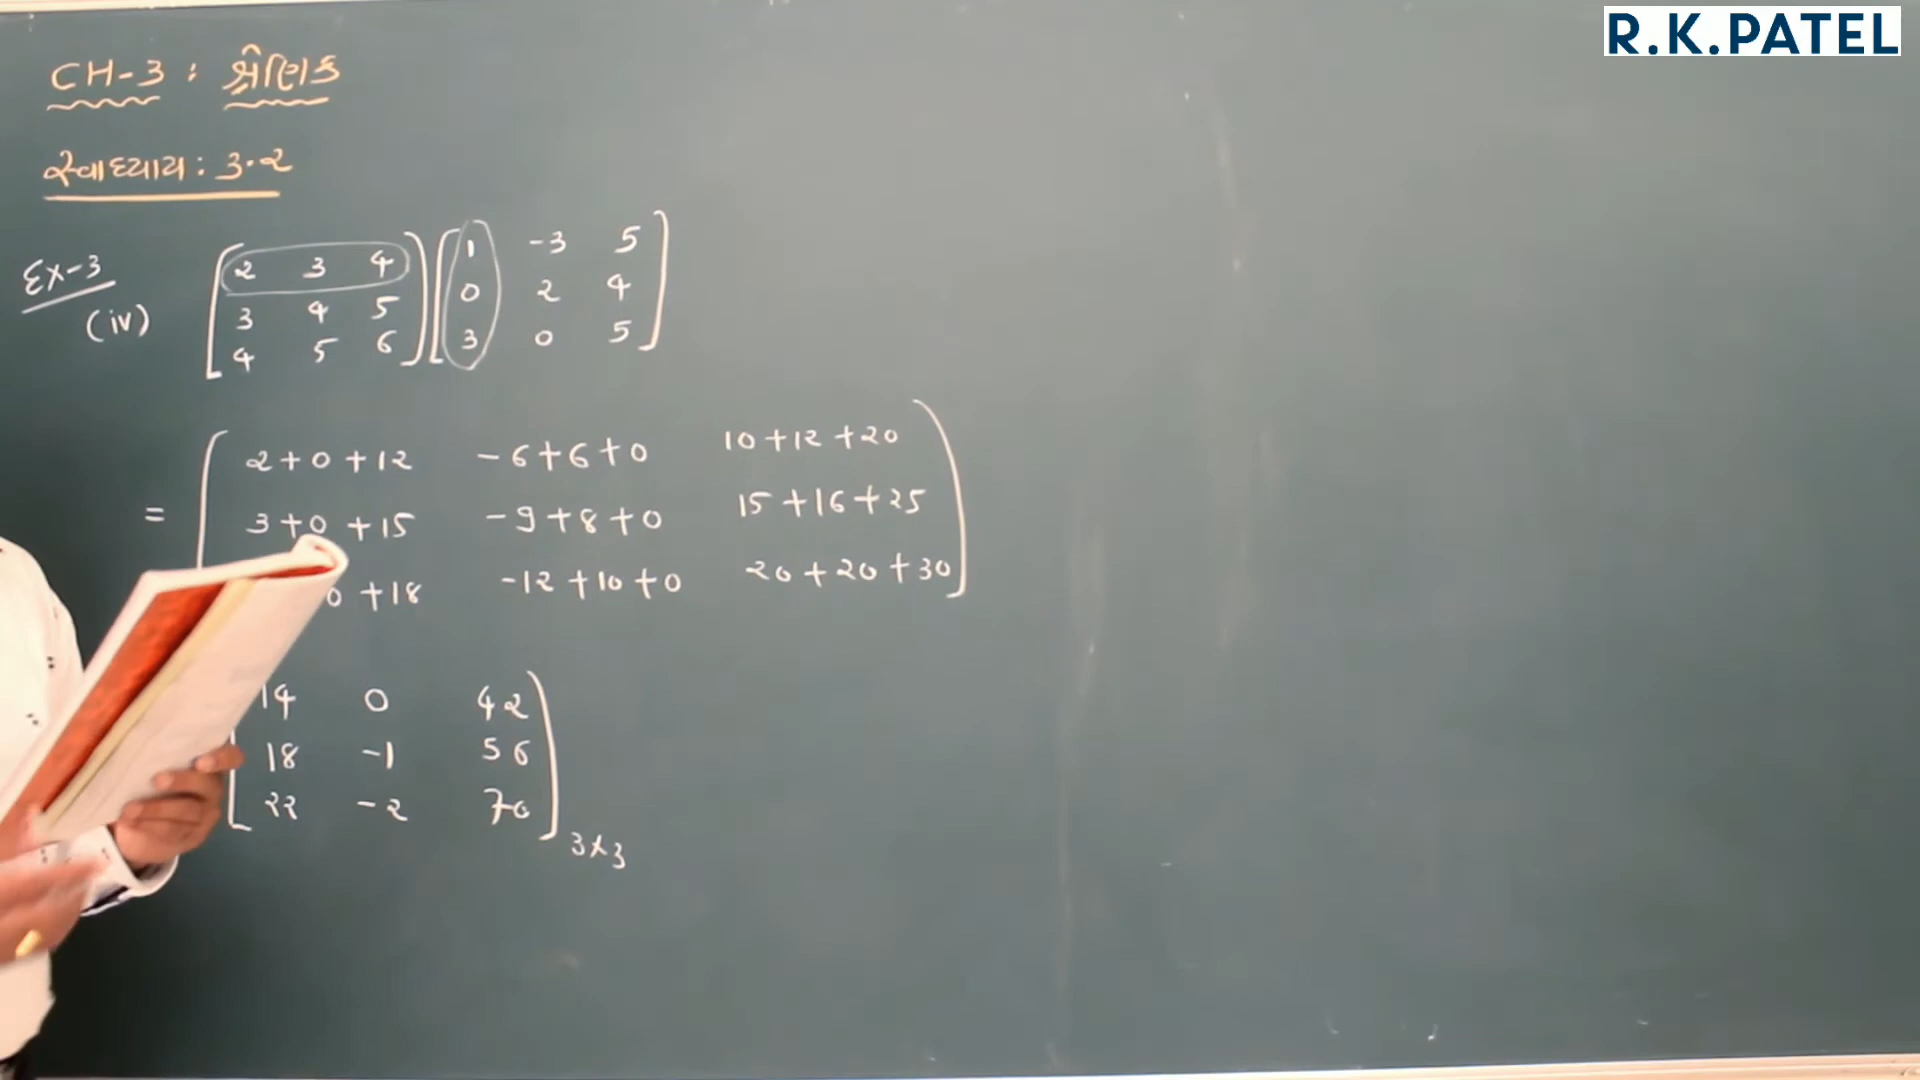 R.K.PATEL
CH-3 : શ્રેણિક
સ્વાધ્યાય : 3.2
Ex-3
(iv)
[2 3 4] [1 -3 5]
[3 4 5] [0 2 4]
[4 5 6] [3 0 5]
2+0+12 -6+6+0 10+12+20
= 3+0+15 -9+8+0 15+16+25
0+18 -12+10+0 20+20+30
14 0 42
18 -1 56
22 -2 70
3×3